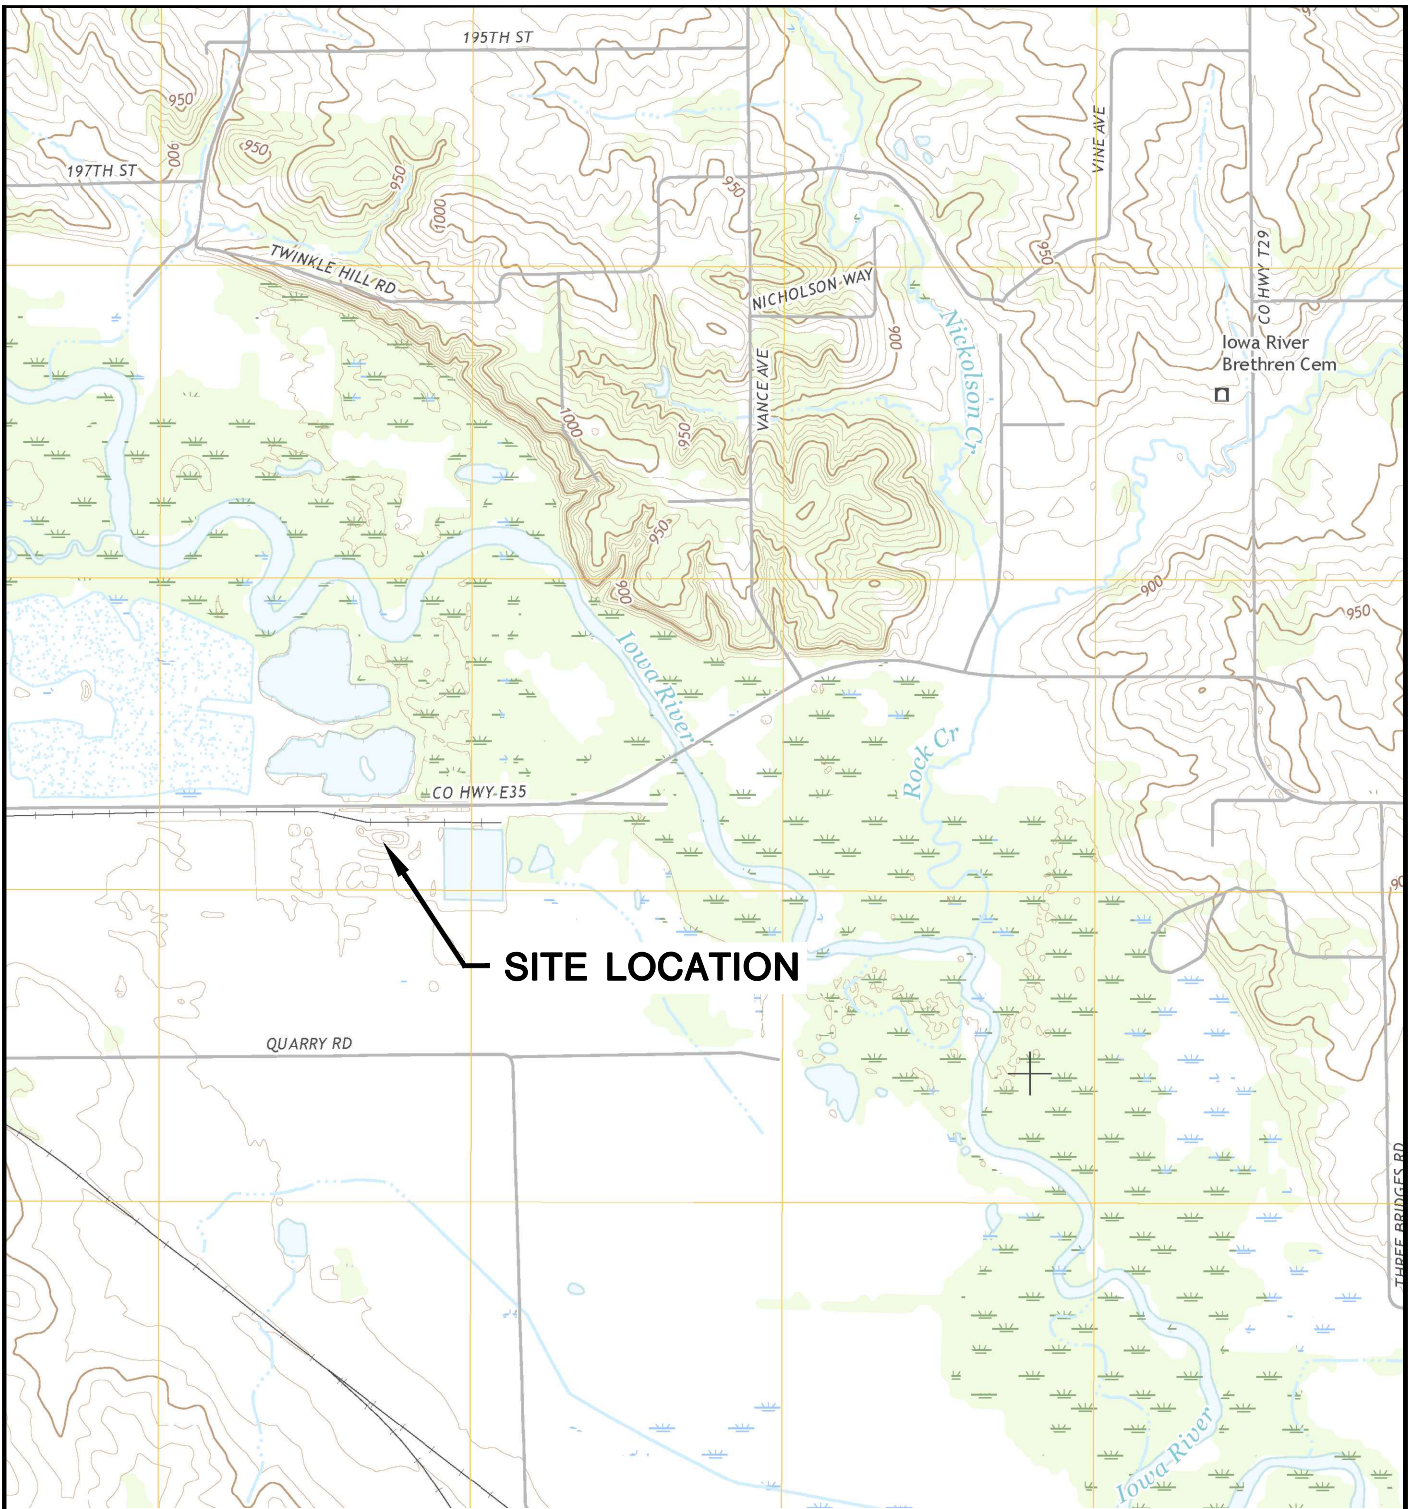 195TH ST
950
950
900
197TH ST
950
1000
950
VINE AVE
TWINKLE HILL RD
NICHOLSON WAY
950
CO HWY T29
900
Nickolson Cr
Iowa River
Brethren Cem
VANCE AVE
1000
950
950
900
900
950
Iowa River
Rock Cr
CO HWY E35
SITE LOCATION
QUARRY RD
THREE BRIDGES RD
Iowa River